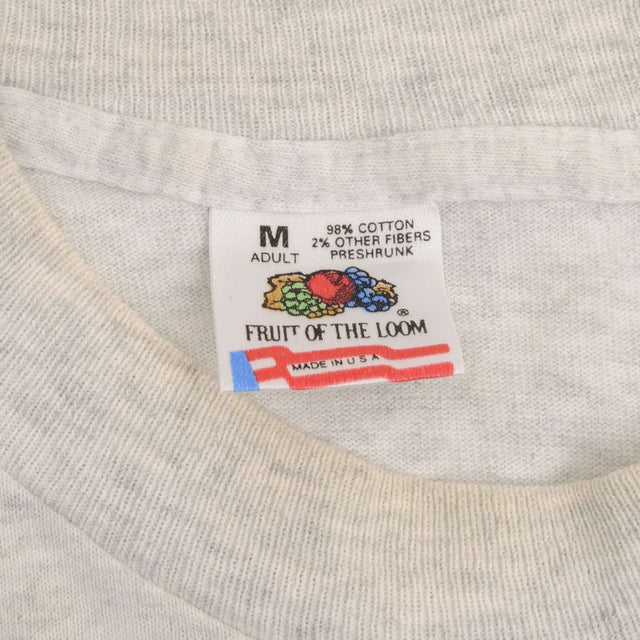 M
ADULT
98% COTTON
2% OTHER FIBERS
PRESHRUNK
®
FRUIT OF THE LOOM
MADE IN U S A